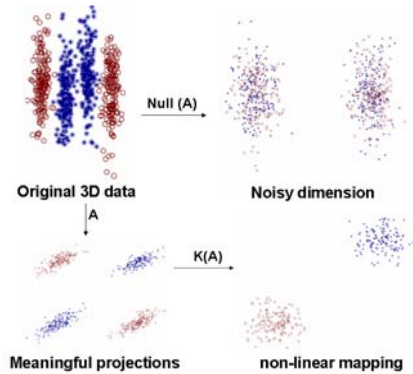 Null (A)
Original 3D data
Noisy dimension
A
K(A)
Meaningful projections
non-linear mapping